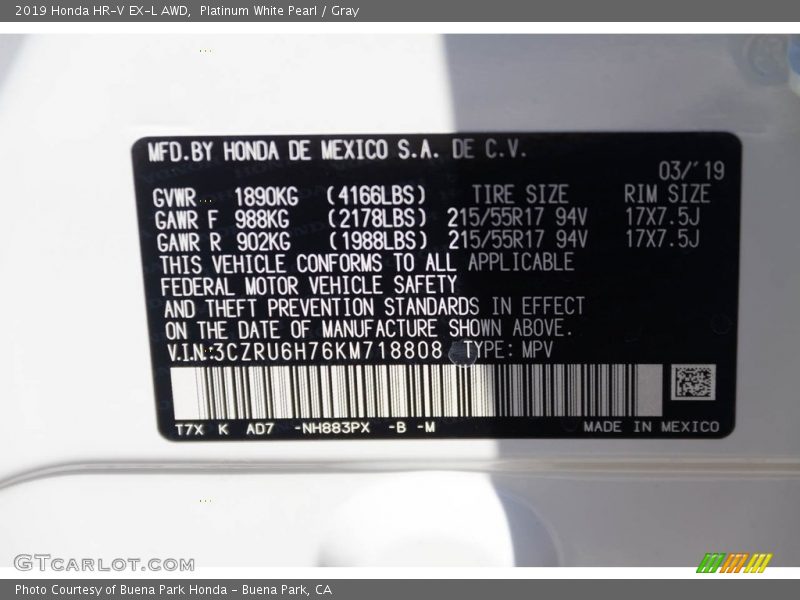 2019 Honda HR-V EX-L AWD, Platinum White Pearl / Gray
MFD.BY HONDA DE MEXICO S.A. DE C.V.
03/'19
GVWR 1890KG (4166LBS) TIRE SIZE RIM SIZE
GAWR F 988KG (2178LBS) 215/55R17 94V 17X7.5J
GAWR R 902KG (1988LBS) 215/55R17 94V 17X7.5J
THIS VEHICLE CONFORMS TO ALL APPLICABLE
FEDERAL MOTOR VEHICLE SAFETY
AND THEFT PREVENTION STANDARDS IN EFFECT
ON THE DATE OF MANUFACTURE SHOWN ABOVE.
V.I.N.:3CZRU6H76KM718808 TYPE: MPV
T7X K AD7 -NH883PX -B -M MADE IN MEXICO
GTCARLOT.COM
Photo Courtesy of Buena Park Honda - Buena Park, CA